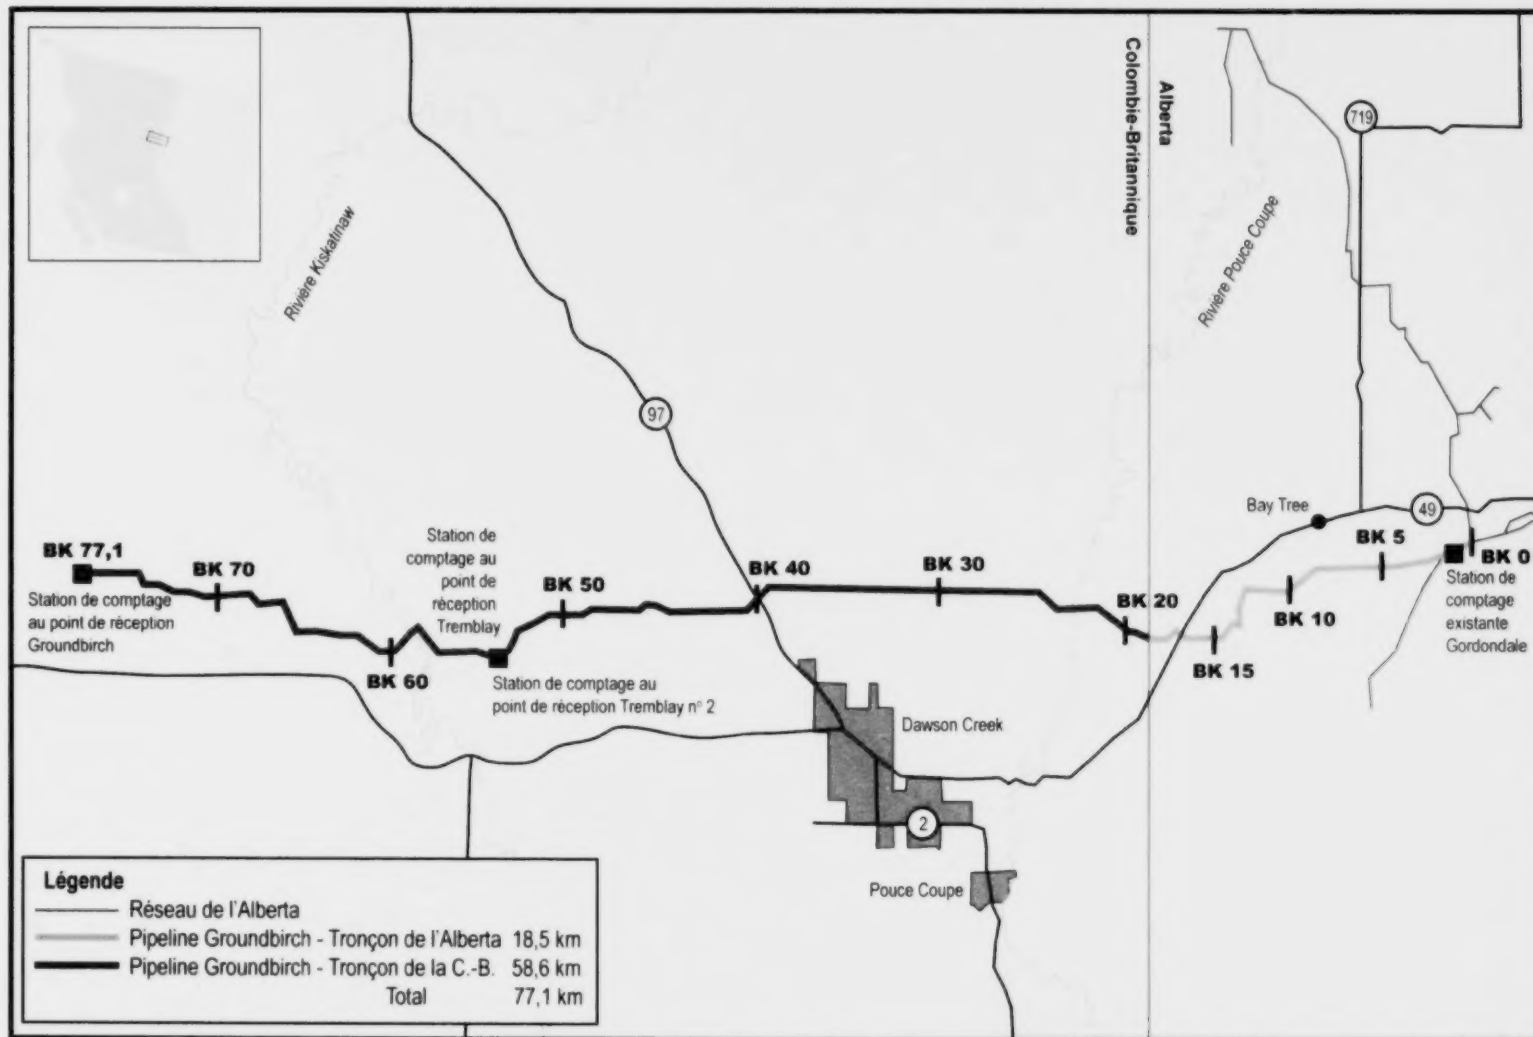 Colombie-Britannique
Alberta
719
Rivière Kiskatinaw
Rivière Pouce Coupe
97
Bay Tree
49
BK 77,1
BK 70
Station de
comptage au
point de
réception
Tremblay
BK 50
BK 40
BK 30
BK 20
BK 5
BK 0
Station de comptage
au point de réception
Groundbirch
BK 60
Station de comptage au
point de réception Tremblay n° 2
BK 15
BK 10
Station de
comptage
existante
Gordondale
Dawson Creek
2
Pouce Coupe
Légende
Réseau de l'Alberta
Pipeline Groundbirch - Tronçon de l'Alberta 18,5 km
Pipeline Groundbirch - Tronçon de la C.-B. 58,6 km
Total 77,1 km